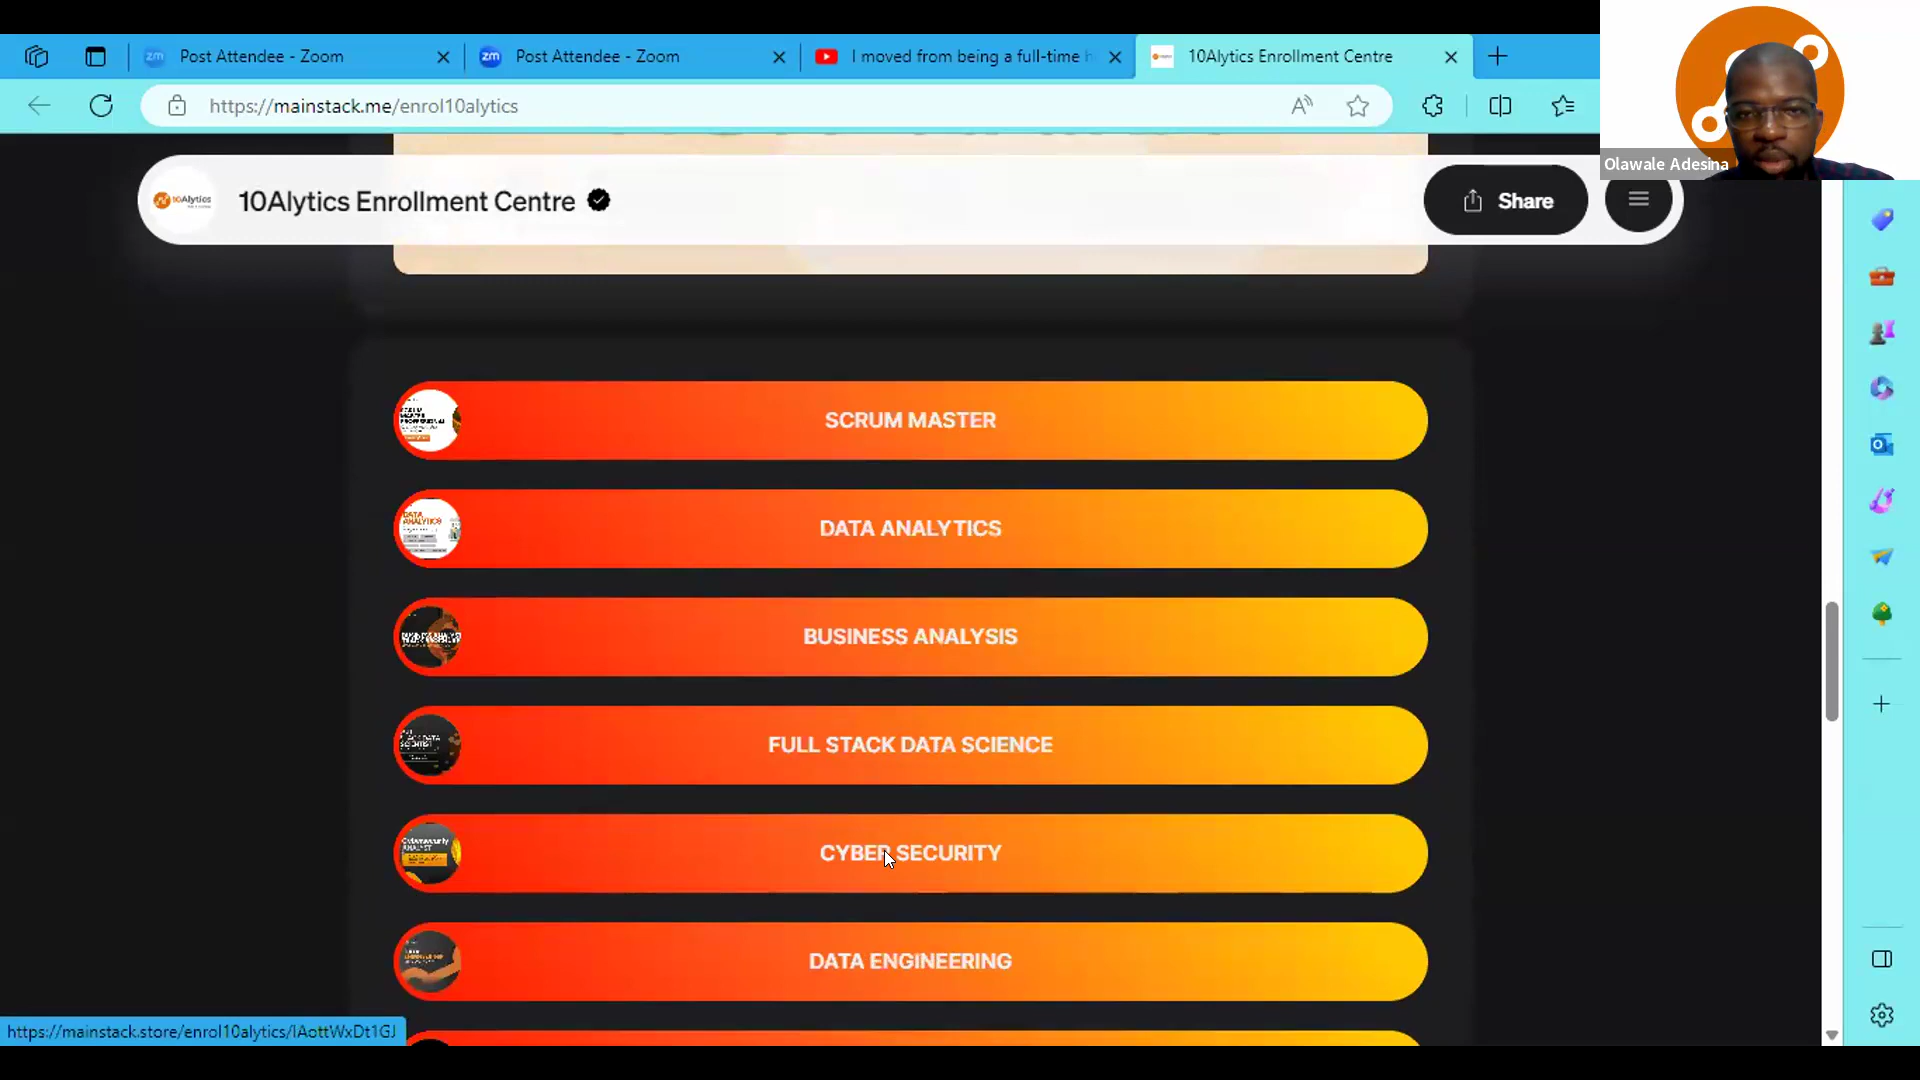 Post Attendee - Zoom
Post Attendee - Zoom
I moved from being a full-time h
10Alytics Enrollment Centre
https://mainstack.me/enrol10alytics
Olawale Adesina
10Alytics
10Alytics Enrollment Centre
Share
SCRUM MASTER
DATA ANALYTICS
BUSINESS ANALYSIS
FULL STACK DATA SCIENCE
CYBER SECURITY
DATA ENGINEERING
https://mainstack.store/enrol10alytics/IAottWxDt1GJ